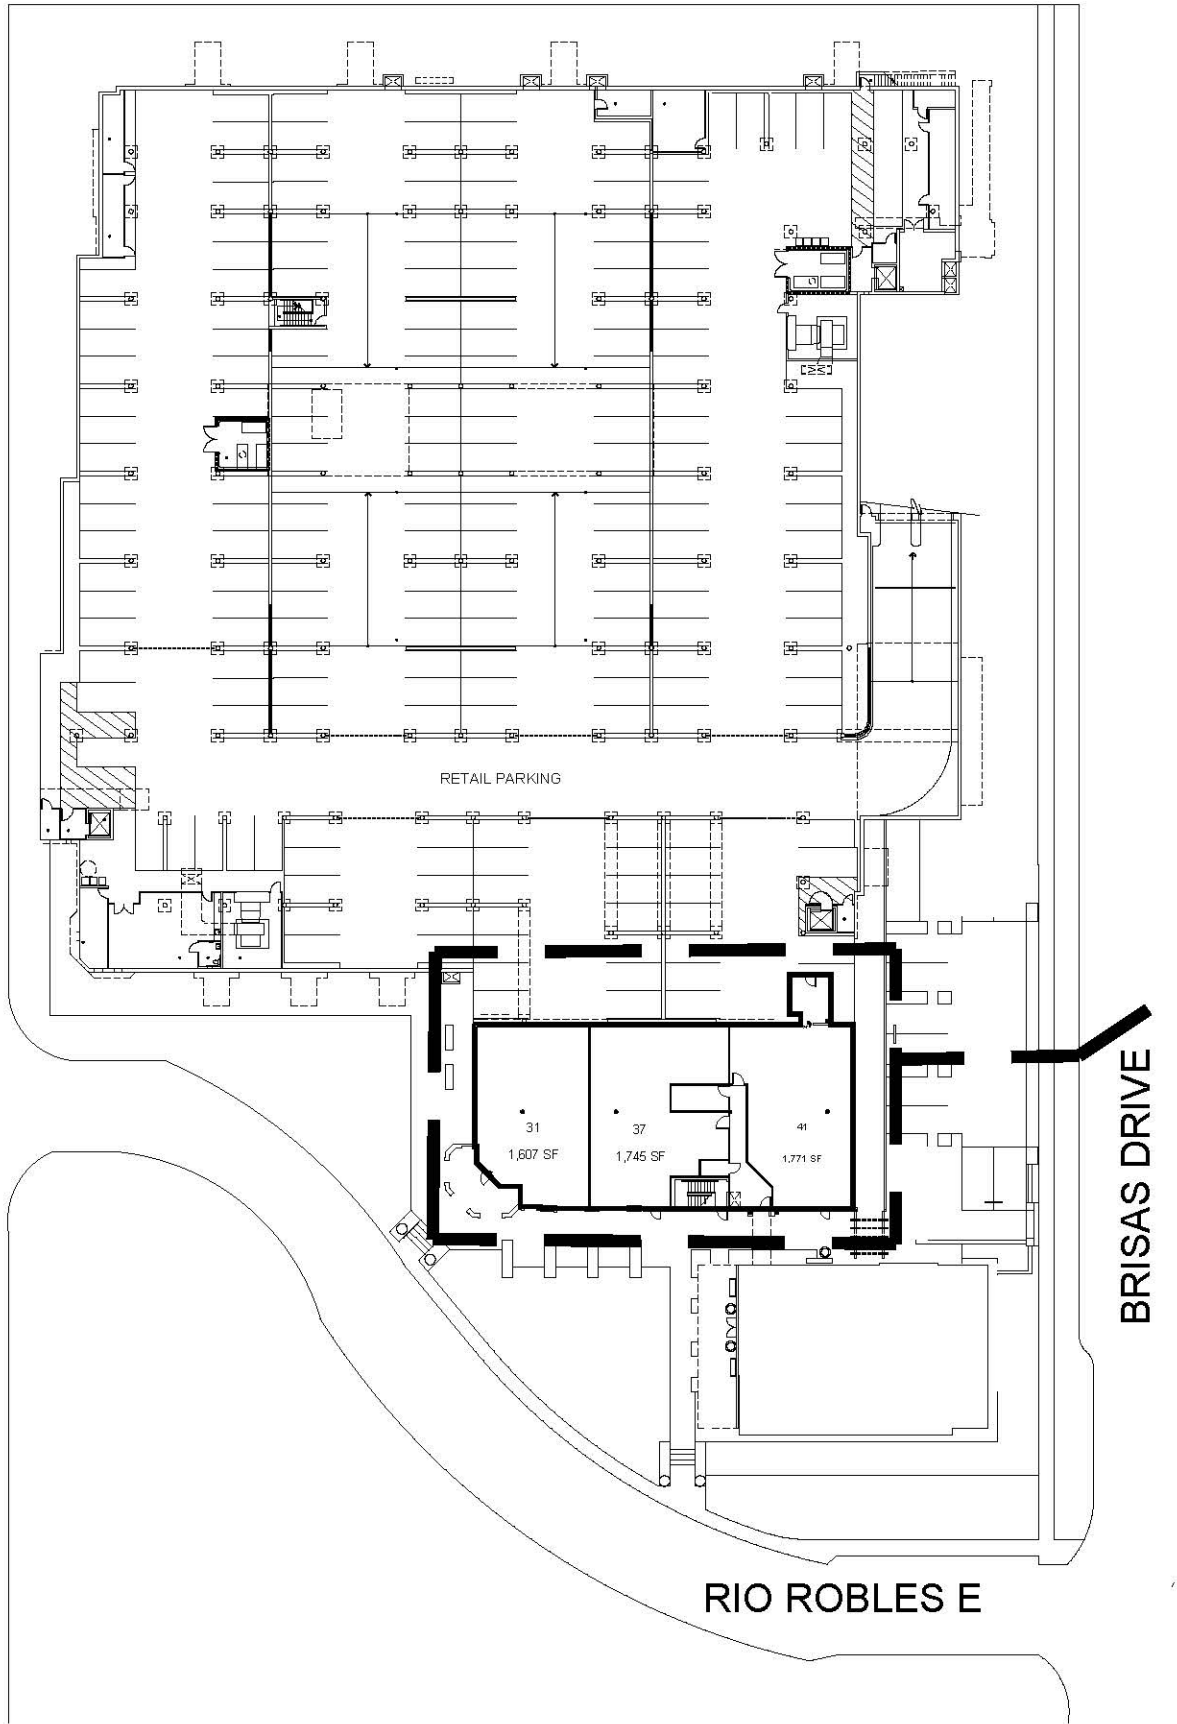 RETAIL PARKING
31
1,607 SF
37
1,745 SF
41
1,771 SF
BRISAS DRIVE
RIO ROBLES E